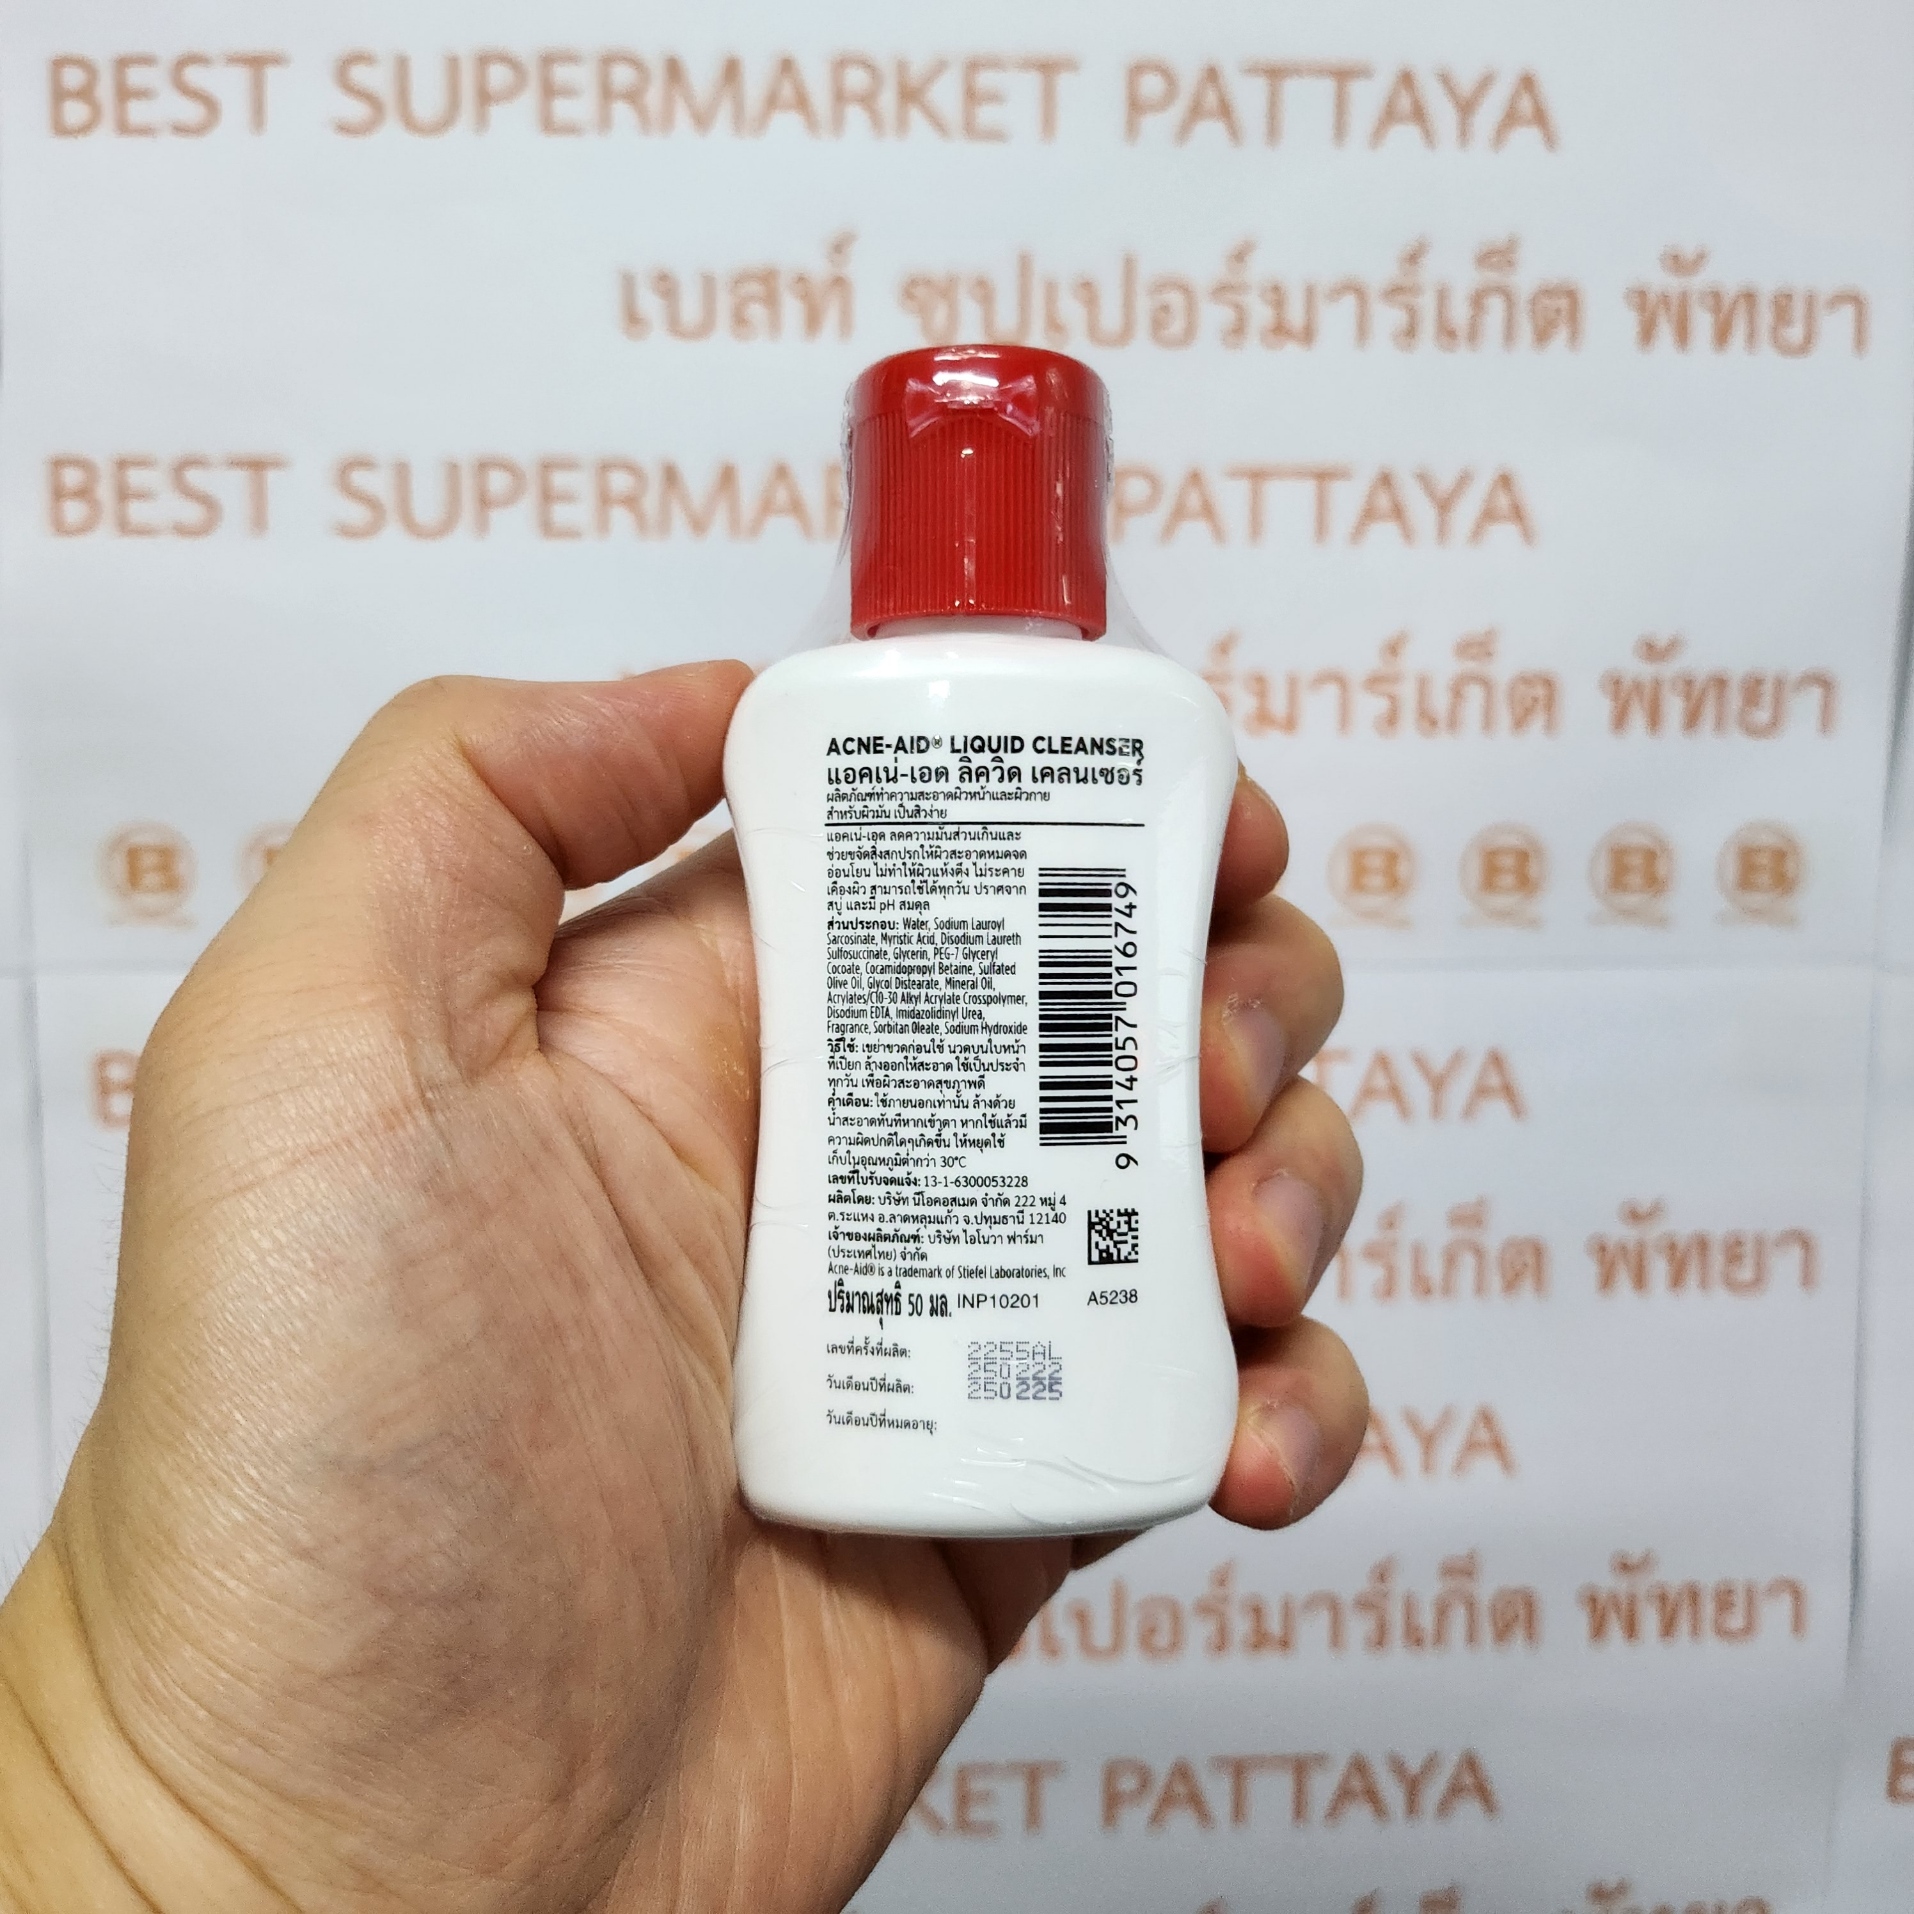 BEST SUPERMARKET PATTAYA
เบสท์ ซุปเปอร์มาร์เก็ต พัทยา
BEST SUPERMAR PATTAYA
ร์มาร์เก็ต พัทยา
ACNE-AID® LIQUID CLEANSER
แอคเน่-เอด ลิควิด เคลนเซอร์
ผลิตภัณฑ์ทำความสะอาดผิวหน้าและผิวกาย
สำหรับผิวมัน เป็นสิวง่าย
แอคเน่-เอด ลดความมันส่วนเกินและ
ช่วยขจัดสิ่งสกปรกให้ผิวสะอาดหมดจด
อ่อนโยน ไม่ทำให้ผิวแห้งตึง ไม่ระคาย
เคืองผิว สามารถใช้ได้ทุกวัน ปราศจาก
สบู่ และมี pH สมดุล
ส่วนประกอบ: Water, Sodium Lauroyl
Sarcosinate, Myristic Acid, Disodium Laureth
Sulfosuccinate, Glycerin, PEG-7 Glyceryl
Cocoate, Cocamidopropyl Betaine, Sulfated
Olive Oil, Glycol Distearate, Mineral Oil,
Acrylates/C10-30 Alkyl Acrylate Crosspolymer,
Disodium EDTA, Imidazolidinyl Urea,
Fragrance, Sorbitan Oleate, Sodium Hydroxide
วิธีใช้: เขย่าขวดก่อนใช้ นวดบนใบหน้า
ที่เปียก ล้างออกให้สะอาด ใช้เป็นประจำ
ทุกวัน เพื่อผิวสะอาดสุขภาพดี
คำเตือน: ใช้ภายนอกเท่านั้น ล้างด้วย
น้ำสะอาดทันทีหากเข้าตา หากใช้แล้วมี
ความผิดปกติใดๆเกิดขึ้น ให้หยุดใช้
เก็บในอุณหภูมิต่ำกว่า 30°C
เลขที่ใบรับจดแจ้ง: 13-1-6300053228
ผลิตโดย: บริษัท นีโอคอสเมด จำกัด 222 หมู่ 4
ต.ระแหง อ.ลาดหลุมแก้ว จ.ปทุมธานี 12140
เจ้าของผลิตภัณฑ์: บริษัท ไอโนวา ฟาร์มา
(ประเทศไทย) จำกัด
Acne-Aid® is a trademark of Stiefel Laboratories, Inc
ปริมาณสุทธิ 50 มล. INP10201 A5238
เลขที่ครั้งที่ผลิต: 2255AL
วันเดือนปีที่ผลิต: 250222
250225
วันเดือนปีที่หมดอายุ:
9 314057 016749
B
B
B
B
B
TAYA
าร์เก็ต พัทยา
AYA
เปอร์มาร์เก็ต พัทยา
KET PATTAYA